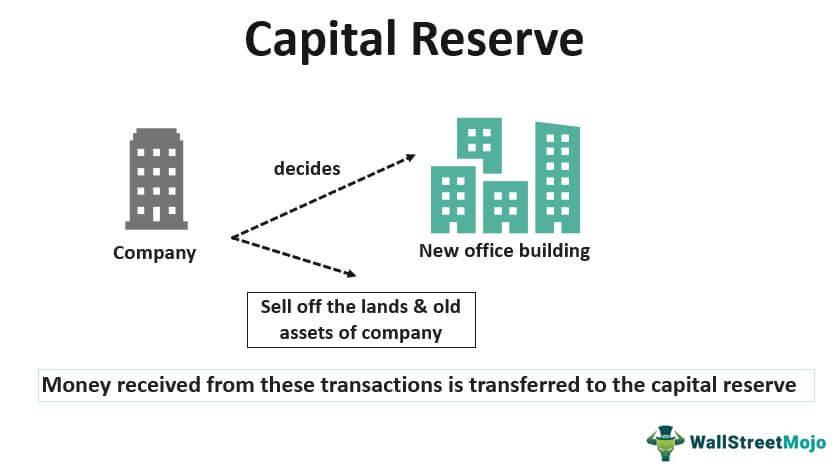 Capital Reserve
decides
Company
New office building
Sell off the lands & old
assets of company
Money received from these transactions is transferred to the capital reserve
WallStreetMojo